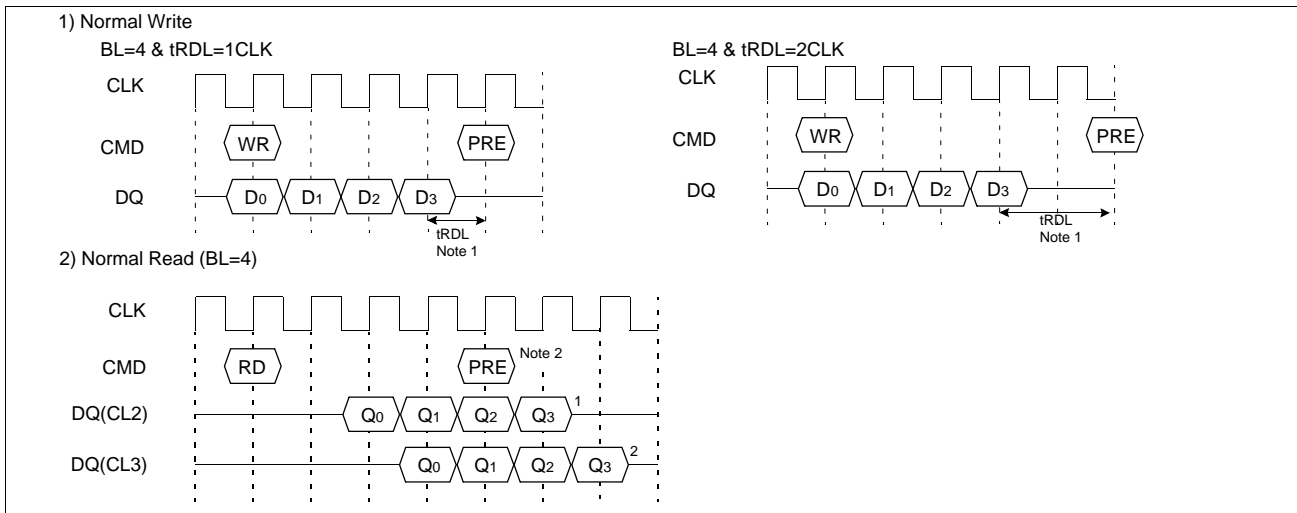 1) Normal Write
BL=4 & tRDL=1CLK
CLK
CMD
WR
PRE
DQ
D0 D1 D2 D3
tRDL
Note 1
BL=4 & tRDL=2CLK
CLK
CMD
WR
PRE
DQ
D0 D1 D2 D3
tRDL
Note 1
2) Normal Read (BL=4)
CLK
CMD
RD
PRE
Note 2
DQ(CL2)
Q0 Q1 Q2 Q3 1
DQ(CL3)
Q0 Q1 Q2 Q3 2